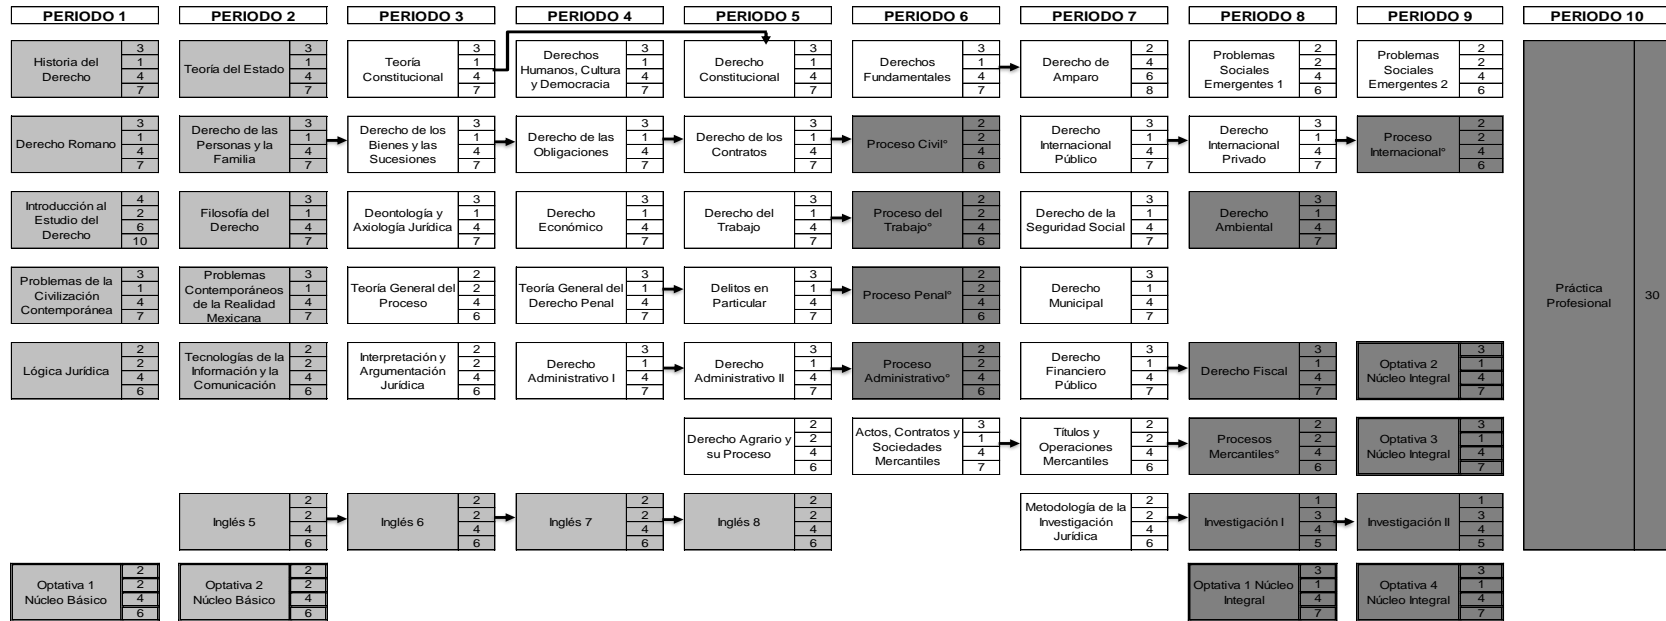 PERIODO 1
PERIODO 2
PERIODO 3
PERIODO 4
PERIODO 5
PERIODO 6
PERIODO 7
PERIODO 8
PERIODO 9
PERIODO 10
Historia del
Derecho
3
1
4
7
Teoría del Estado
3
1
4
7
Teoría
Constitucional
3
1
4
7
Derechos
Humanos, Cultura
y Democracia
3
1
4
7
Derecho
Constitucional
3
1
4
7
Derechos
Fundamentales
3
1
4
7
Derecho de
Amparo
2
4
6
8
Problemas
Sociales
Emergentes 1
2
2
4
6
Problemas
Sociales
Emergentes 2
2
2
4
6
Práctica
Profesional
30
Derecho Romano
3
1
4
7
Derecho de las
Personas y la
Familia
3
1
4
7
Derecho de los
Bienes y las
Sucesiones
3
1
4
7
Derecho de las
Obligaciones
3
1
4
7
Derecho de los
Contratos
3
1
4
7
Proceso Civil°
2
2
4
6
Derecho
Internacional
Público
3
1
4
7
Derecho
Internacional
Privado
3
1
4
7
Proceso
Internacional°
2
2
4
6
Introducción al
Estudio del
Derecho
4
2
6
10
Filosofía del
Derecho
3
1
4
7
Deontología y
Axiología Jurídica
3
1
4
7
Derecho
Económico
3
1
4
7
Derecho del
Trabajo
3
1
4
7
Proceso del
Trabajo°
2
2
4
6
Derecho de la
Seguridad Social
3
1
4
7
Derecho
Ambiental
3
1
4
7
Problemas de la
Civilización
Contemporánea
3
1
4
7
Problemas
Contemporáneos
de la Realidad
Mexicana
3
1
4
7
Teoría General del
Proceso
2
2
4
6
Teoría General del
Derecho Penal
3
1
4
7
Delitos en
Particular
3
1
4
7
Proceso Penal°
2
2
4
6
Derecho
Municipal
3
1
4
7
Lógica Jurídica
2
2
4
6
Tecnologías de la
Información y la
Comunicación
2
2
4
6
Interpretación y
Argumentación
Jurídica
2
2
4
6
Derecho
Administrativo I
3
1
4
7
Derecho
Administrativo II
3
1
4
7
Proceso
Administrativo°
2
2
4
6
Derecho
Financiero
Público
3
1
4
7
Derecho Fiscal
3
1
4
7
Optativa 2
Núcleo Integral
3
1
4
7
Derecho Agrario y
su Proceso
2
2
4
6
Actos, Contratos y
Sociedades
Mercantiles
3
1
4
7
Títulos y
Operaciones
Mercantiles
2
2
4
6
Procesos
Mercantiles°
2
2
4
6
Optativa 3
Núcleo Integral
3
1
4
7
Inglés 5
2
2
4
6
Inglés 6
2
2
4
6
Inglés 7
2
2
4
6
Inglés 8
2
2
4
6
Metodología de la
Investigación
Jurídica
2
2
4
6
Investigación I
1
3
4
5
Investigación II
1
3
4
5
Optativa 1
Núcleo Básico
2
2
4
6
Optativa 2
Núcleo Básico
2
2
4
6
Optativa 1 Núcleo
Integral
3
1
4
7
Optativa 4
Núcleo Integral
3
1
4
7